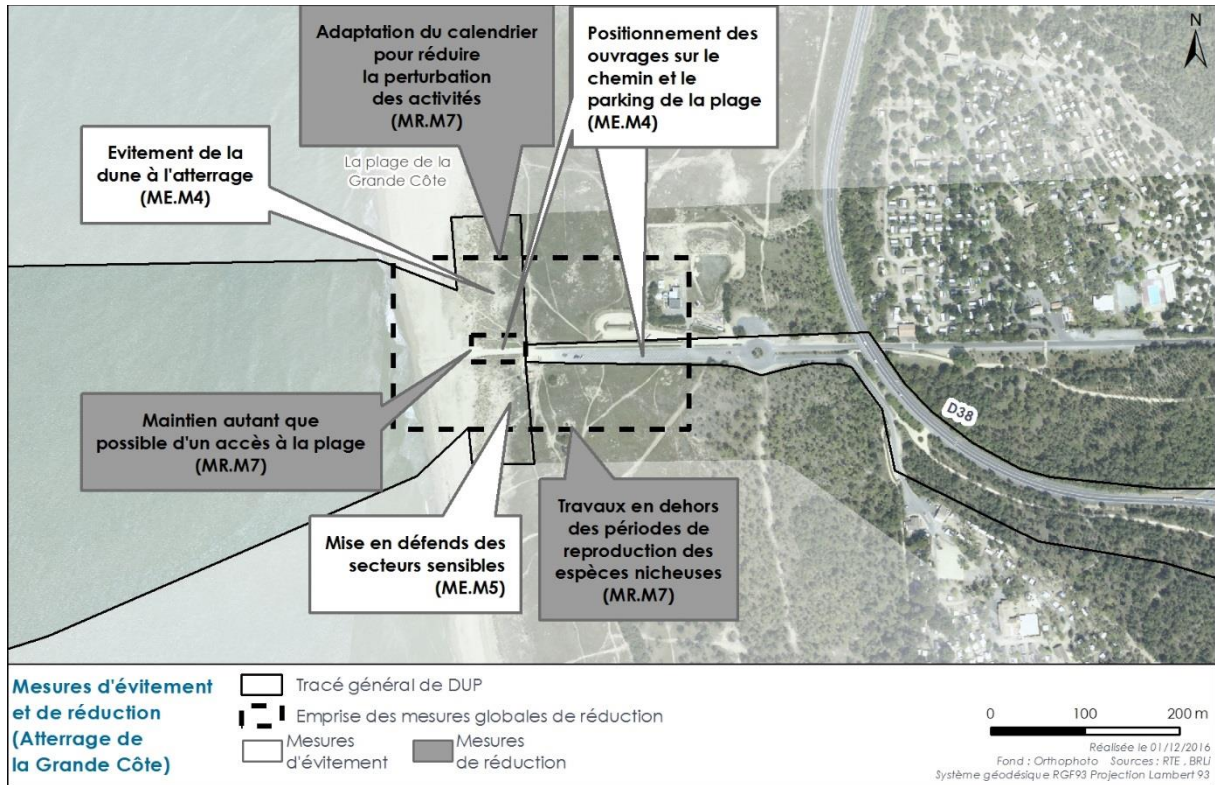 Adaptation du calendrier
pour réduire
la perturbation
des activités
(MR.M7)
Positionnement des
ouvrages sur le
chemin et le
parking de la plage
(ME.M4)
N
Evitement de la
dune à l'atterrage
(ME.M4)
La plage de la
Grande Côte
D38
Maintien autant que
possible d'un accès à la plage
(MR.M7)
Mise en défends des
secteurs sensibles
(ME.M5)
Travaux en dehors
des périodes de
reproduction des
espèces nicheuses
(MR.M7)
Mesures d'évitement
et de réduction
(Atterrage de
la Grande Côte)
Tracé général de DUP
Emprise des mesures globales de réduction
Mesures
d'évitement
Mesures
de réduction
0 100 200 m
Réalisée le 01/12/2016
Fond : Orthophoto Sources : RTE . BRLi
Système géodésique RGF93 Projection Lambert 93